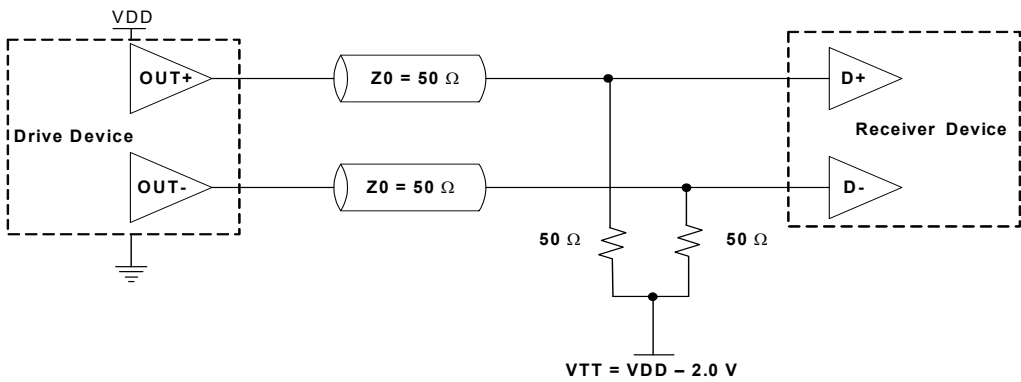 VDD
OUT+
Z0 = 50 Ω
D+
Drive Device
Receiver Device
OUT-
Z0 = 50 Ω
D-
50 Ω
50 Ω
VTT = VDD – 2.0 V